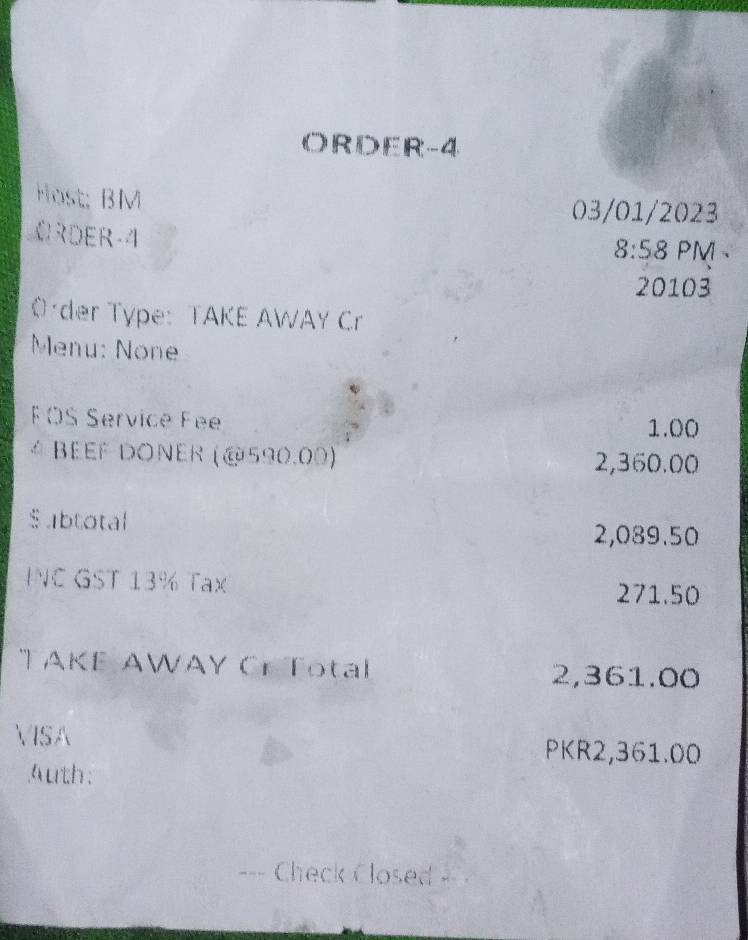 ORDER-4
Host: BM
03/01/2023
ORDER-4
8:58 PM
20103
Order Type: TAKE AWAY Cr
Menu: None
POS Service Fee 1.00
4 BEEF DONER (@590.00) 2,360.00
Subtotal 2,089.50
INC GST 13% Tax 271.50
TAKE AWAY Cr Total 2,361.00
VISA PKR2,361.00
Auth:
--- Check Closed ---